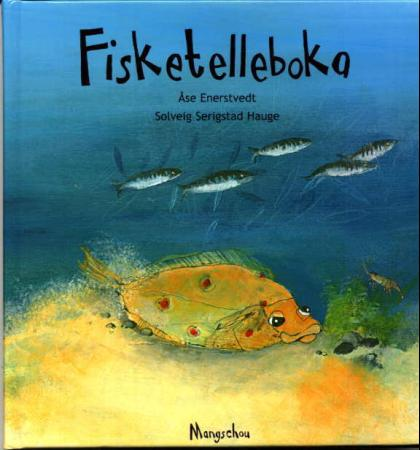 Fisketelleboka
Åse Enerstvedt
Solveig Serigstad Hauge
Mangschou